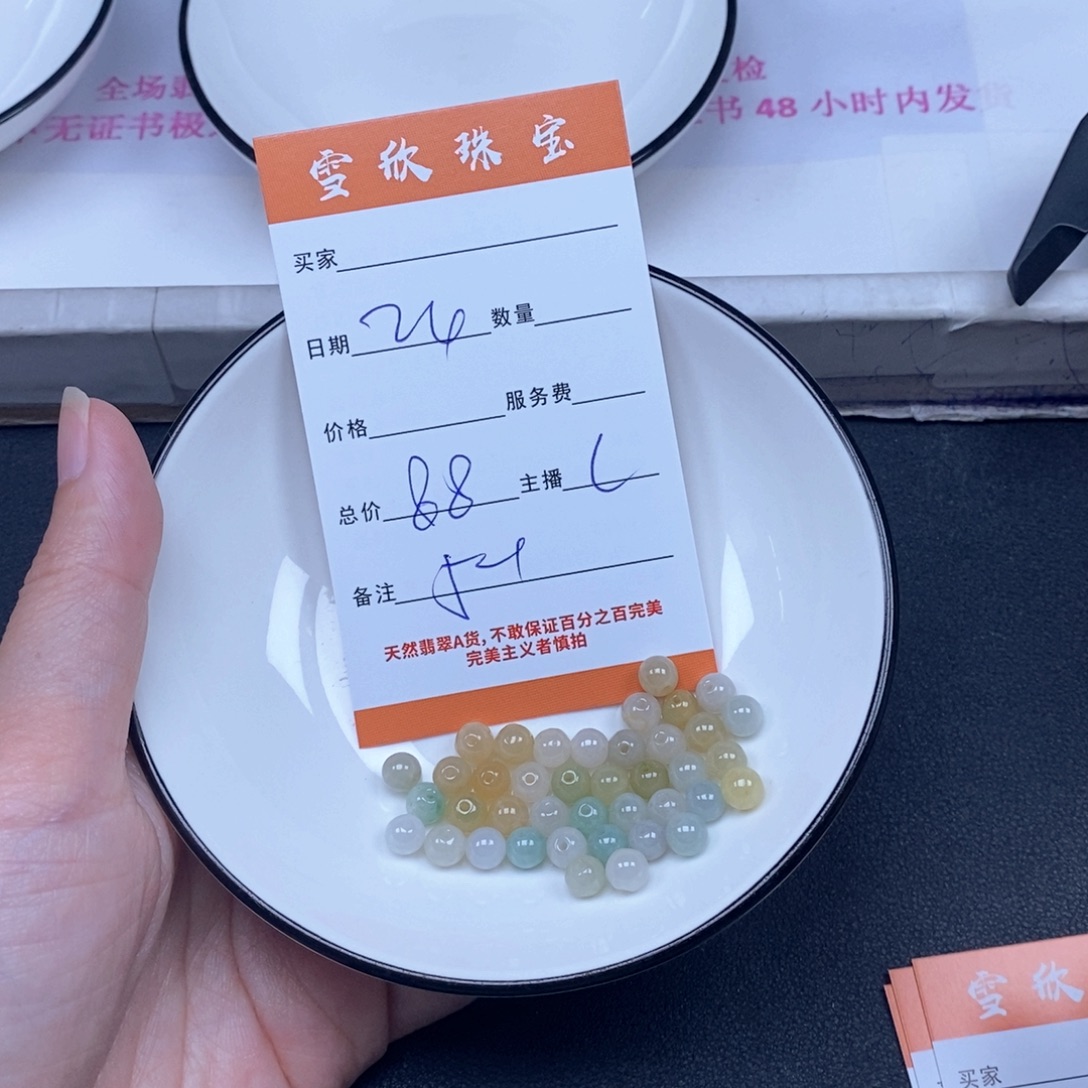 全场
检
无证书极
书 48 小时内发货
雪欣珠宝
买家
日期 24 数量
价格 服务费
总价 88 主播
备注
天然翡翠A货,不敢保证百分之百完美
完美主义者慎拍
雪欣
买家